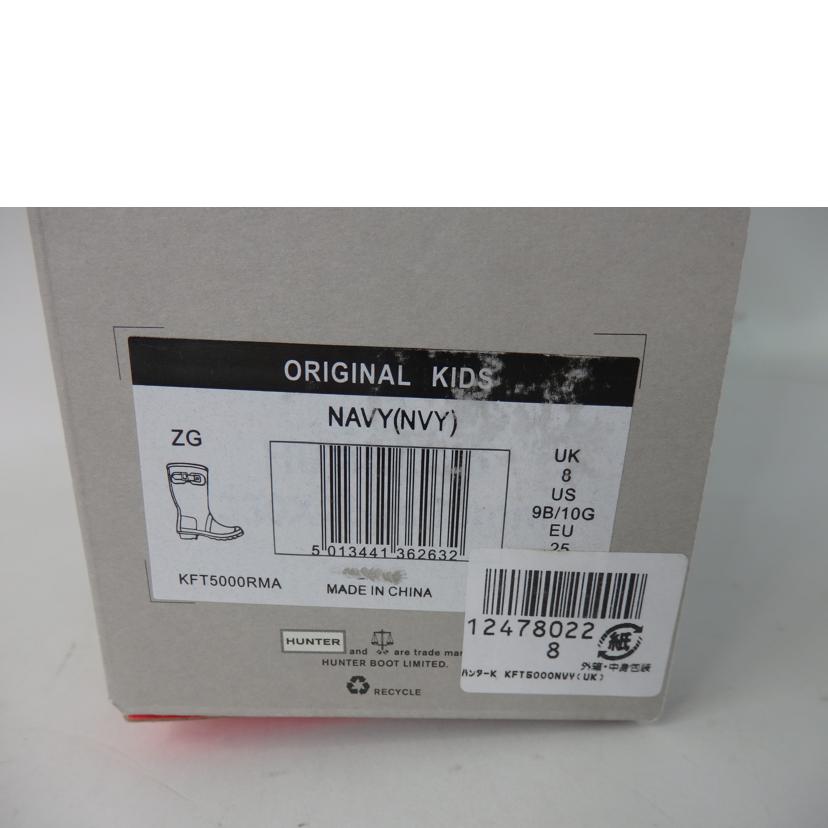 ORIGINAL KIDS
NAVY(NVY)
ZG
UK
8
US
9B/10G
EU
25
5 013441 362632
KFT5000RMA
MADE IN CHINA
12478022
8
紙
外箱・中身包装
ハンターK KFT5000NVY(UK)
HUNTER and are trade mar
HUNTER BOOT LIMITED.
RECYCLE